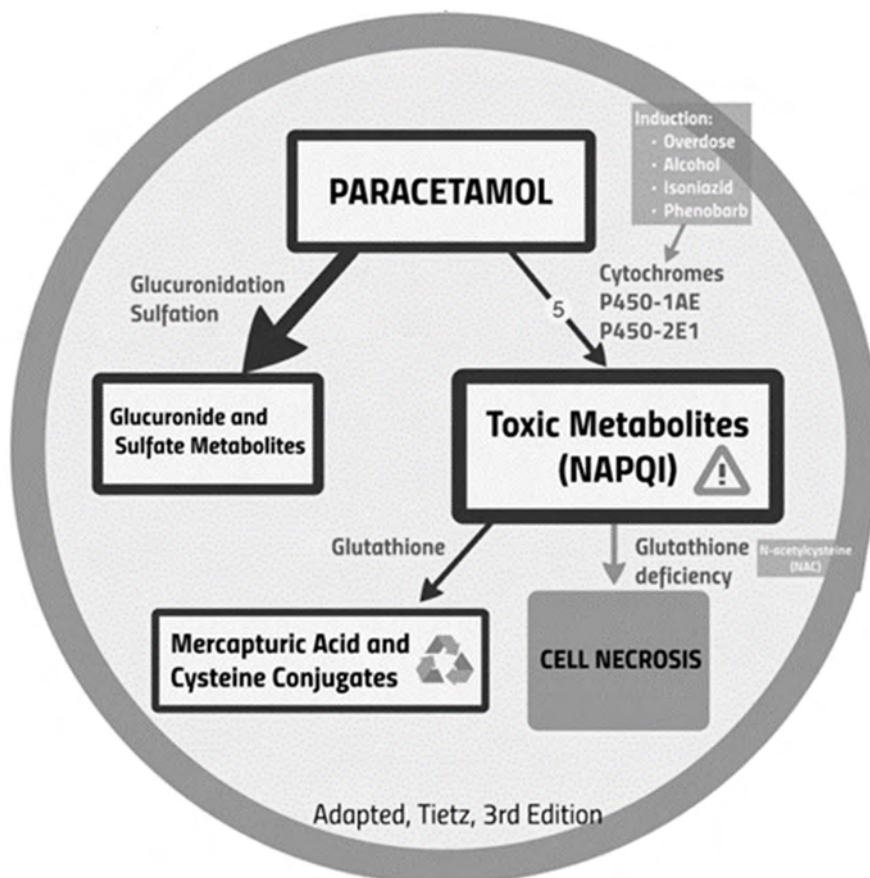 Induction:
· Overdose
· Alcohol
· Isoniazid
· Phenobarb
PARACETAMOL
Glucuronidation
Sulfation
Cytochromes
P450-1AE
P450-2E1
5
Glucuronide and
Sulfate Metabolites
Toxic Metabolites
(NAPQI)
!
Glutathione
Glutathione
deficiency
N-acetylcysteine
(NAC)
Mercapturic Acid and
Cysteine Conjugates
CELL NECROSIS
Adapted, Tietz, 3rd Edition